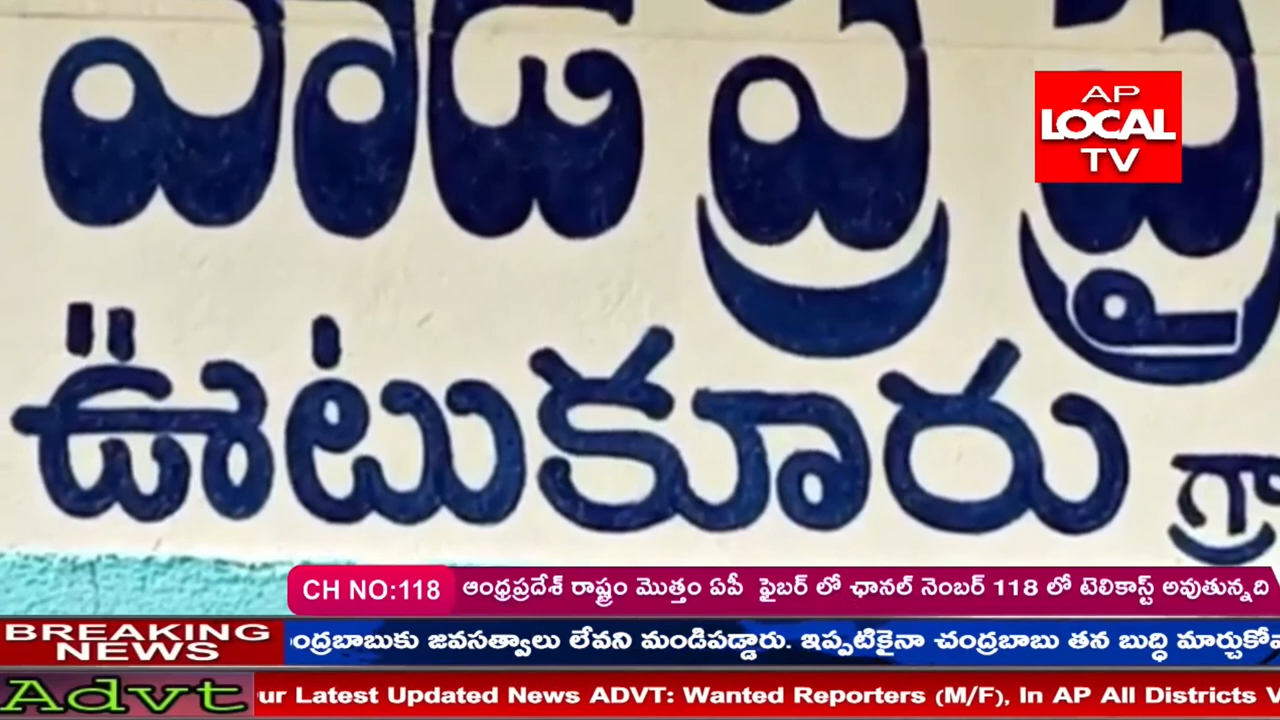 వాడ ప్రి ప్రై
AP
LOCAL
TV
ఊటుకూరు గ్రా
CH NO:118 ఆంధ్రప్రదేశ్ రాష్ట్రం మొత్తం ఏపీ ఫైబర్ లో ఛానల్ నెంబర్ 118 లో టెలికాస్ట్ అవుతున్నది
BREAKING
NEWS
ంద్రబాబుకు జవసత్వాలు లేవని మండిపడ్డారు. ఇప్పటికైనా చంద్రబాబు తన బుద్ధి మార్చుకో
Advt
ur Latest Updated News ADVT: Wanted Reporters (M/F), In AP All Districts V